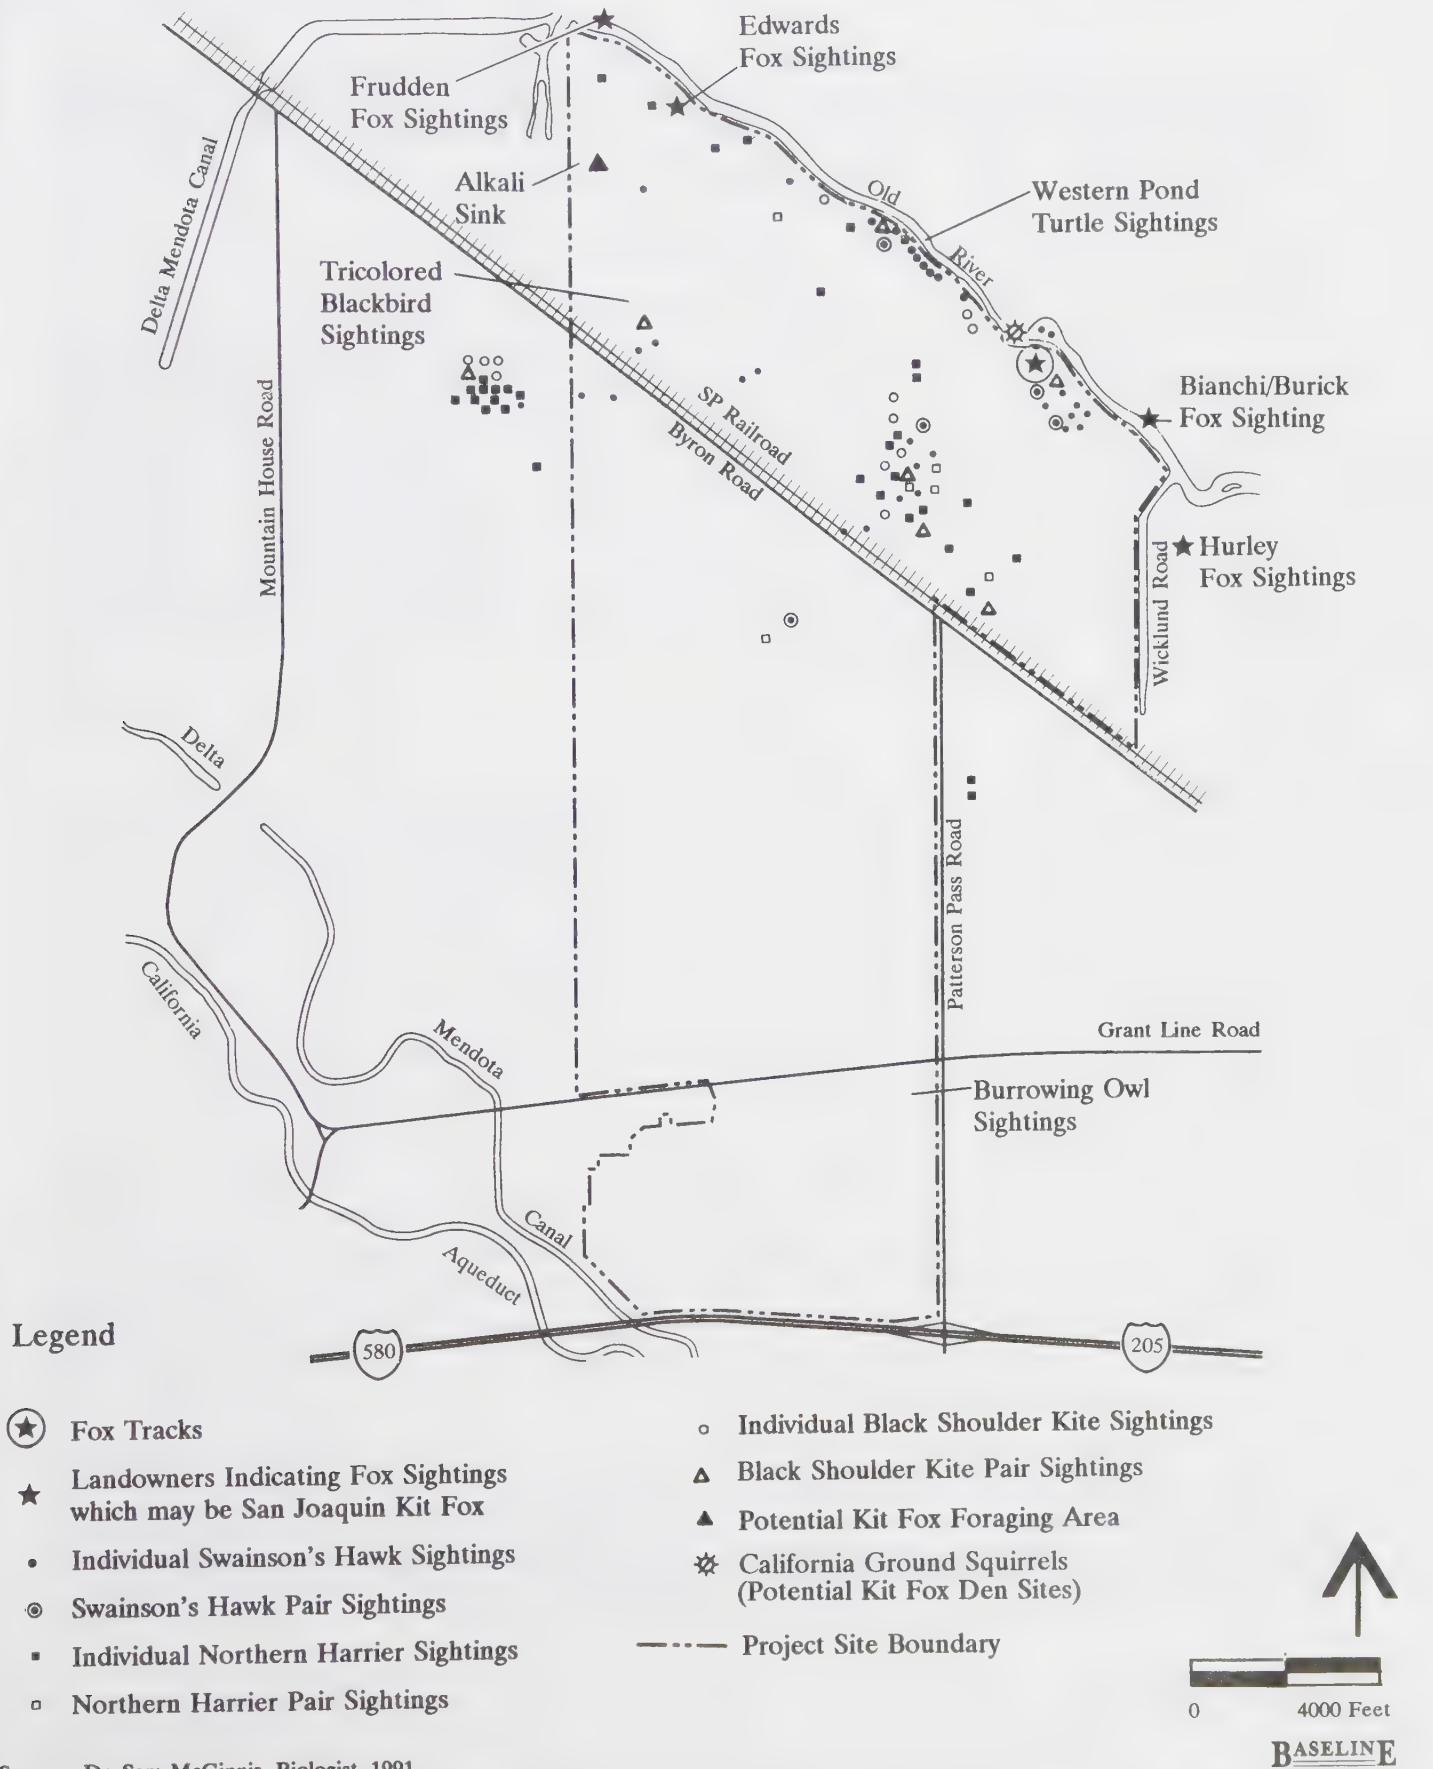 Edwards
Fox Sightings
Frudden
Fox Sightings
Delta Mendota Canal
Alkali
Sink
Old
River
Western Pond
Turtle Sightings
Tricolored
Blackbird
Sightings
Mountain House Road
SP Railroad
Byron Road
Bianchi/Burick
Fox Sighting
Hurley
Fox Sightings
Wicklund Road
Delta
Patterson Pass Road
California
Mendota
Grant Line Road
Burrowing Owl
Sightings
Canal
Aqueduct
580
205
Legend
Fox Tracks
Landowners Indicating Fox Sightings
which may be San Joaquin Kit Fox
Individual Swainson's Hawk Sightings
Swainson's Hawk Pair Sightings
Individual Northern Harrier Sightings
Northern Harrier Pair Sightings
Individual Black Shoulder Kite Sightings
Black Shoulder Kite Pair Sightings
Potential Kit Fox Foraging Area
California Ground Squirrels
(Potential Kit Fox Den Sites)
Project Site Boundary
0 4000 Feet
BASELINE
Dr. Sam McGinnis, Biologist, 1991